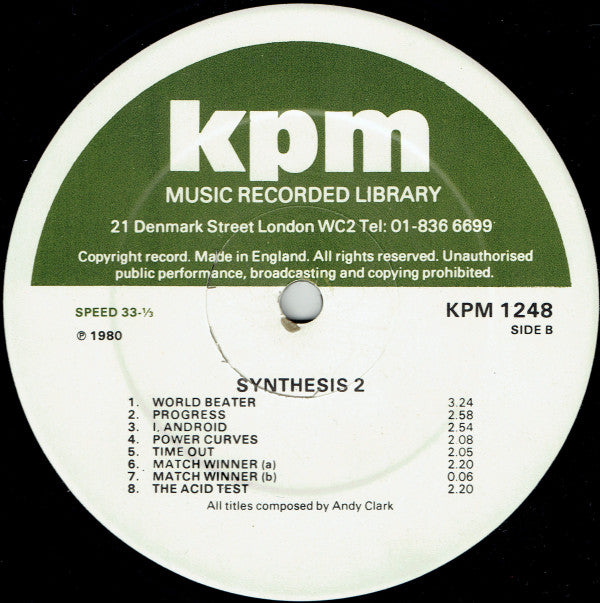 kpm
MUSIC RECORDED LIBRARY
21 Denmark Street London WC2 Tel: 01-836 6699
Copyright record. Made in England. All rights reserved. Unauthorised
public performance, broadcasting and copying prohibited.
SPEED 33-⅓
KPM 1248
℗ 1980
SIDE B
SYNTHESIS 2
1. WORLD BEATER 3.24
2. PROGRESS 2.58
3. I, ANDROID 2.54
4. POWER CURVES 2.08
5. TIME OUT 2.05
6. MATCH WINNER (a) 2.20
7. MATCH WINNER (b) 0.06
8. THE ACID TEST 2.20
All titles composed by Andy Clark